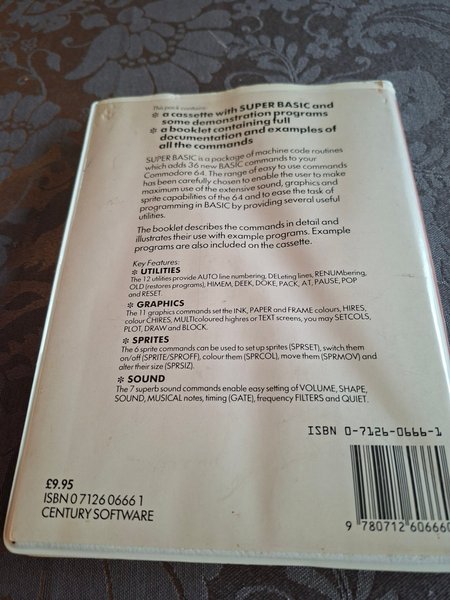 This pack contains:
✻ a cassette with SUPER BASIC and
some demonstration programs
✻ a booklet containing full
documentation and examples of
all the commands
SUPER BASIC is a package of machine code routines
which adds 36 new BASIC commands to your
Commodore 64. The range of easy to use commands
has been carefully chosen to enable the user to make
maximum use of the extensive sound, graphics and
sprite capabilities of the 64 and to ease the task of
programming in BASIC by providing several useful
utilities.
The booklet describes the commands in detail and
illustrates their use with example programs. Example
programs are also included on the cassette.
Key Features:
✻ UTILITIES
The 12 utilities provide AUTO line numbering, DELeting lines, RENUMbering,
OLD (restores programs), HIMEM, DEEK, DOKE, PACK, AT, PAUSE, POP
and RESET.
✻ GRAPHICS
The 11 graphics commands set the INK, PAPER and FRAME colours, HIRES,
colour CHIRES, MULTIcoloured highres or TEXT screens, you may SETCOLS,
PLOT, DRAW and BLOCK.
✻ SPRITES
The 6 sprite commands can be used to set up sprites (SPRSET), switch them
on/off (SPRITE/SPROFF), colour them (SPRCOL), move them (SPRMOV) and
alter their size (SPRSIZ).
✻ SOUND
The 7 superb sound commands enable easy setting of VOLUME, SHAPE,
SOUND, MUSICAL notes, timing (GATE), frequency FILTERS and QUIET.
ISBN 0-7126-0666-1
£9.95
ISBN 0 7126 0666 1
CENTURY SOFTWARE
9 780712 60666